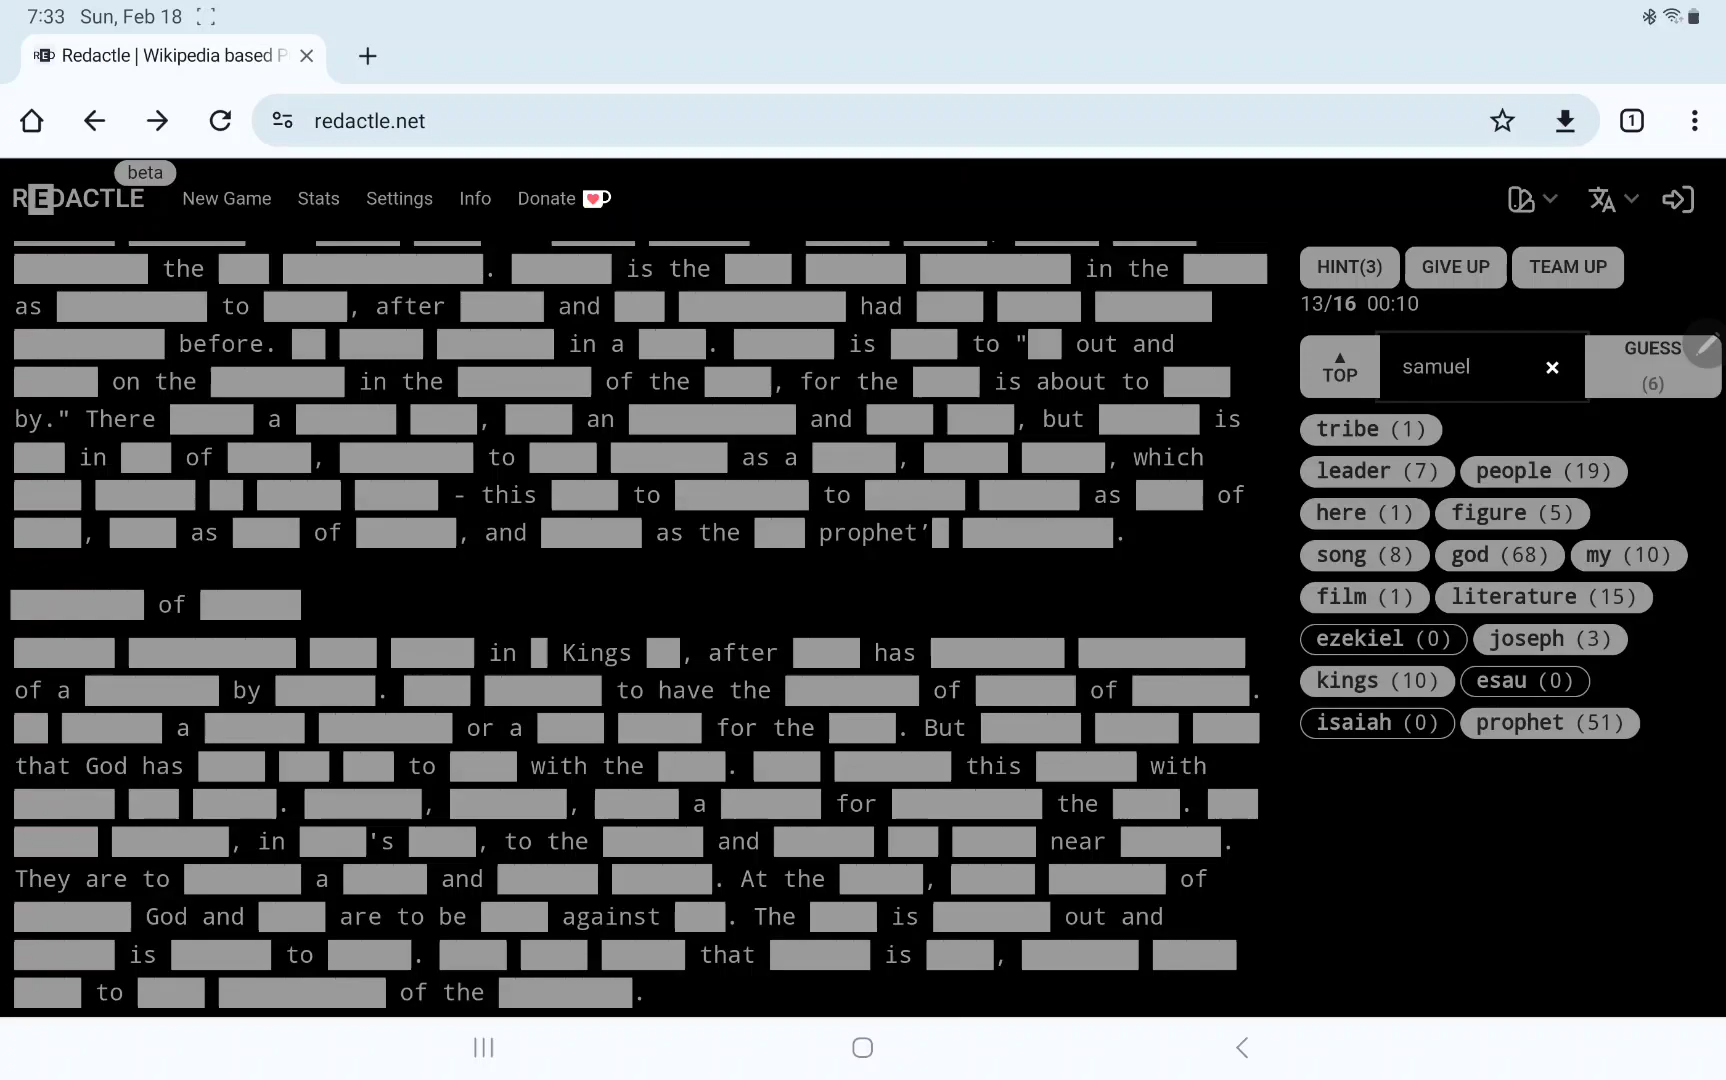 7:33 Sun, Feb 18
Redactle | Wikipedia based P
redactle.net
beta
REDACTLE New Game Stats Settings Info Donate
the . is the in the
as to , after and had
before. in a . is to " out and
on the in the of the , for the is about to
by." There a , an and , but is
in of , to as a , , which
- this to to as of
, as of , and as the prophet’ .
of
in Kings , after has
of a by . to have the of of .
a or a for the . But
that God has to with the . this with
. , , a for the .
, in 's , to the and near .
They are to a and . At the , of
God and are to be against . The is out and
is to . that is , 
to of the .
HINT(3) GIVE UP TEAM UP
13/16 00:10
▲
TOP
samuel
GUESS
(6)
tribe (1)
leader (7) people (19)
here (1) figure (5)
song (8) god (68) my (10)
film (1) literature (15)
ezekiel (0) joseph (3)
kings (10) esau (0)
isaiah (0) prophet (51)
1